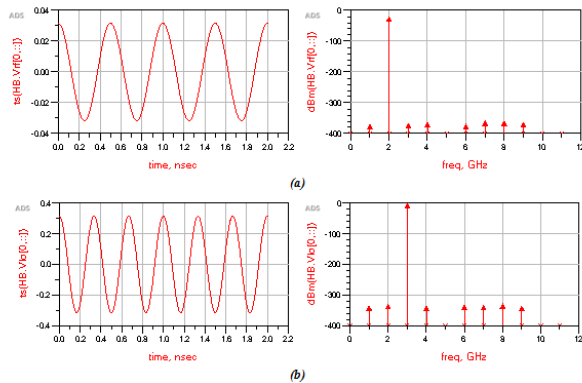 ADS
ts(HB.Vrf[0,::])
0.04
0.02
0.00
-0.02
-0.04
0.0 0.2 0.4 0.6 0.8 1.0 1.2 1.4 1.6 1.8 2.0 2.2
time, nsec
ADS
dBm(HB.Vrf[0,::])
0
-100
-200
-300
-400
0 2 4 6 8 10 12
freq, GHz
(a)
ADS
ts(HB.Vlo[0,::])
0.4
0.2
0.0
-0.2
-0.4
0.0 0.2 0.4 0.6 0.8 1.0 1.2 1.4 1.6 1.8 2.0 2.2
time, nsec
ADS
dBm(HB.Vlo[0,::])
0
-100
-200
-300
-400
0 2 4 6 8 10 12
freq, GHz
(b)